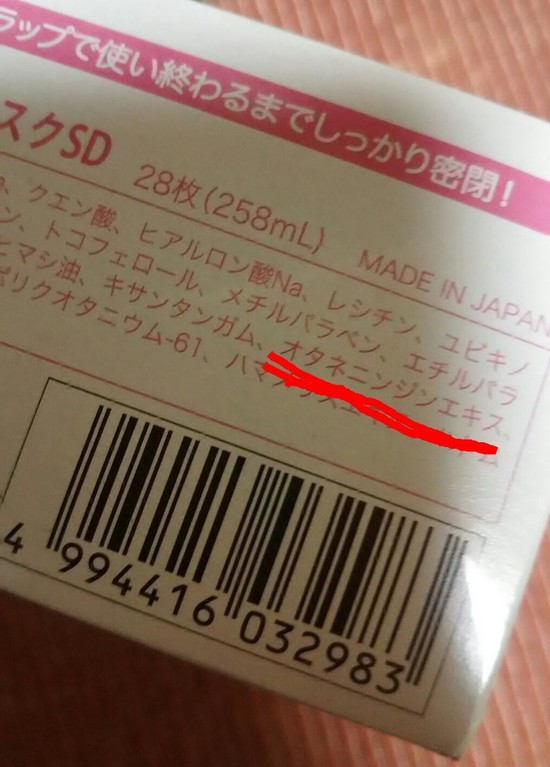 ラップで使い終わるまでしっかり密閉!
スクSD 28枚(258mL) MADE IN JAPAN
、クエン酸、ヒアルロン酸Na、レシチン、ユビキノ
ン、トコフェロール、メチルパラベン、エチルパラ
ヒマシ油、キサンタンガム、オタネニンジンエキス、
ポリクオタニウム-61、ハマ
4 994416 032983